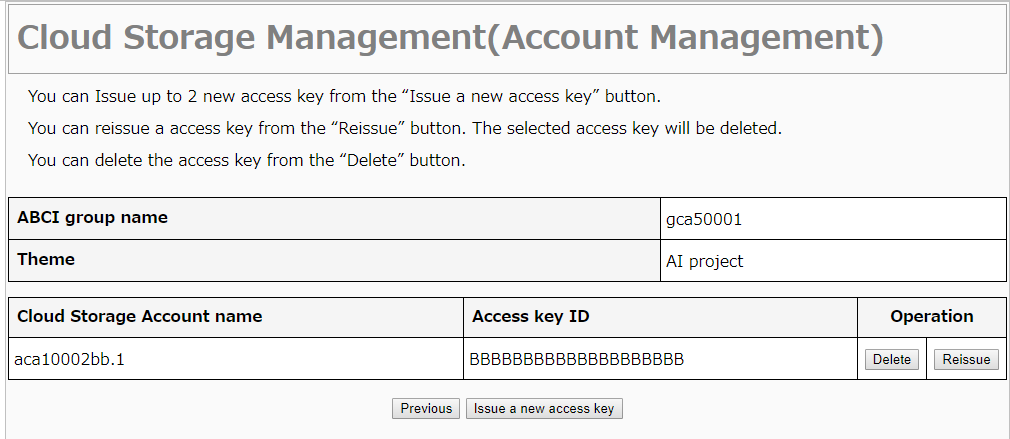 Cloud Storage Management(Account Management)
You can Issue up to 2 new access key from the “Issue a new access key” button.
You can reissue a access key from the “Reissue” button. The selected access key will be deleted.
You can delete the access key from the “Delete” button.
ABCI group name gca50001
Theme AI project
Cloud Storage Account name Access key ID Operation
aca10002bb.1 BBBBBBBBBBBBBBBBBBBB Delete Reissue
Previous Issue a new access key